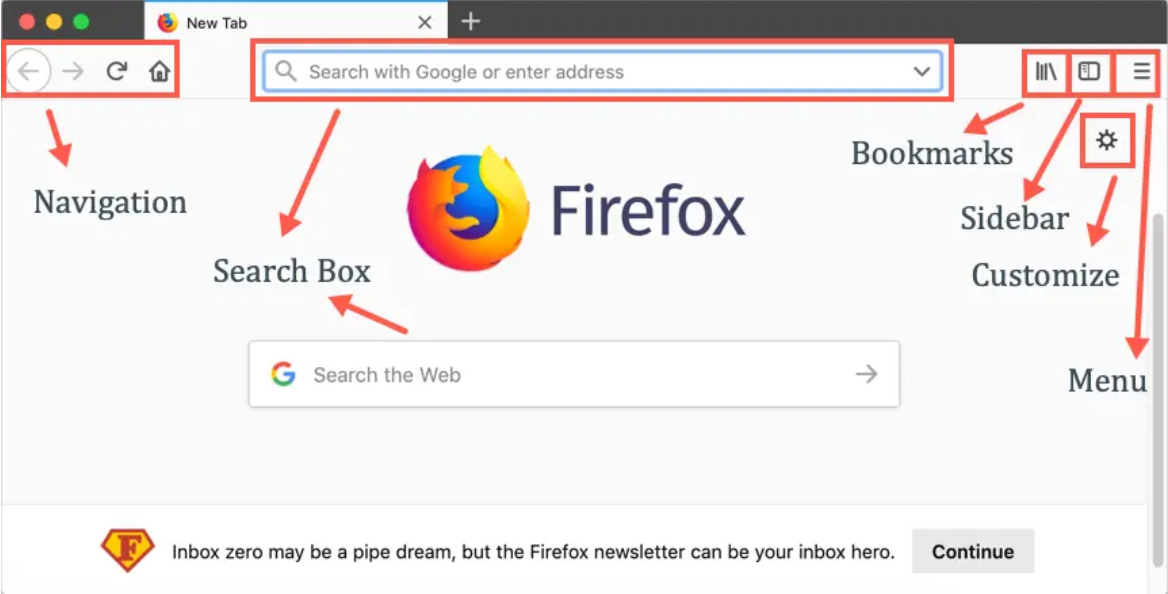 New Tab
Search with Google or enter address
Bookmarks
Navigation
Firefox
Sidebar
Search Box
Customize
Search the Web
Menu
F
Inbox zero may be a pipe dream, but the Firefox newsletter can be your inbox hero.
Continue